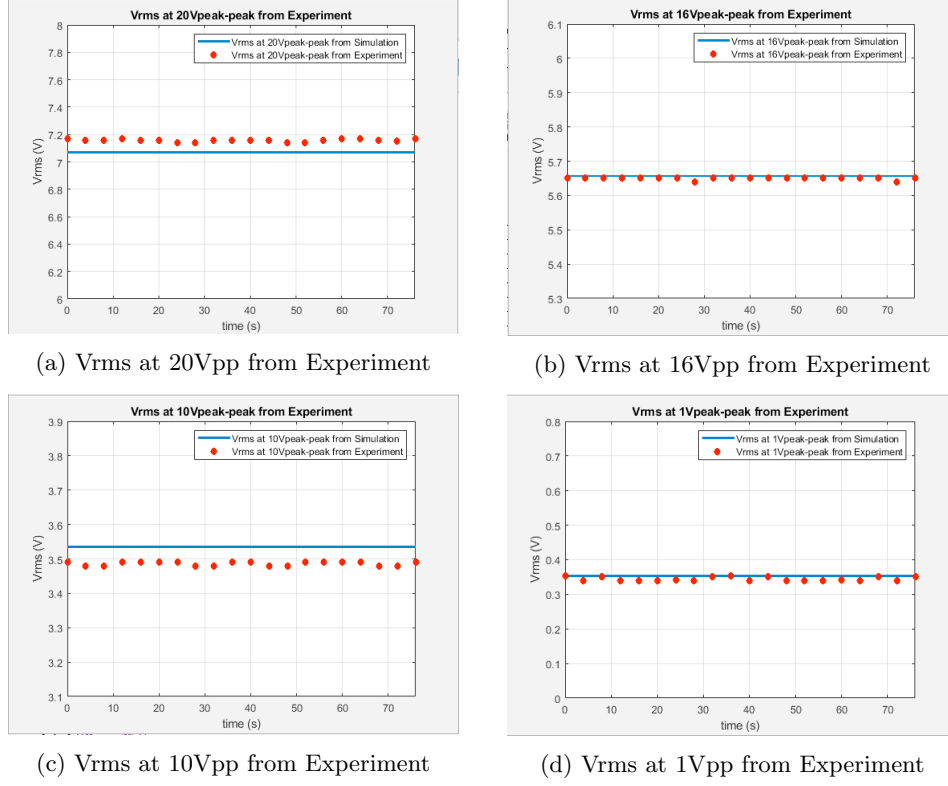 Vrms at 20Vpeak-peak from Experiment
8
7.8
7.6
7.4
7.2
7
6.8
6.6
6.4
6.2
6
Vrms (V)
Vrms at 20Vpeak-peak from Simulation
Vrms at 20Vpeak-peak from Experiment
0 10 20 30 40 50 60 70
time (s)
(a) Vrms at 20Vpp from Experiment
Vrms at 16Vpeak-peak from Experiment
6.1
6
5.9
5.8
5.7
5.6
5.5
5.4
5.3
Vrms (V)
Vrms at 16Vpeak-peak from Simulation
Vrms at 16Vpeak-peak from Experiment
0 10 20 30 40 50 60 70
time (s)
(b) Vrms at 16Vpp from Experiment
Vrms at 10Vpeak-peak from Experiment
3.9
3.8
3.7
3.6
3.5
3.4
3.3
3.2
3.1
Vrms (V)
Vrms at 10Vpeak-peak from Simulation
Vrms at 10Vpeak-peak from Experiment
0 10 20 30 40 50 60 70
time (s)
(c) Vrms at 10Vpp from Experiment
Vrms at 1Vpeak-peak from Experiment
0.8
0.7
0.6
0.5
0.4
0.3
0.2
0.1
0
Vrms (V)
Vrms at 1Vpeak-peak from Simulation
Vrms at 1Vpeak-peak from Experiment
0 10 20 30 40 50 60 70
time (s)
(d) Vrms at 1Vpp from Experiment